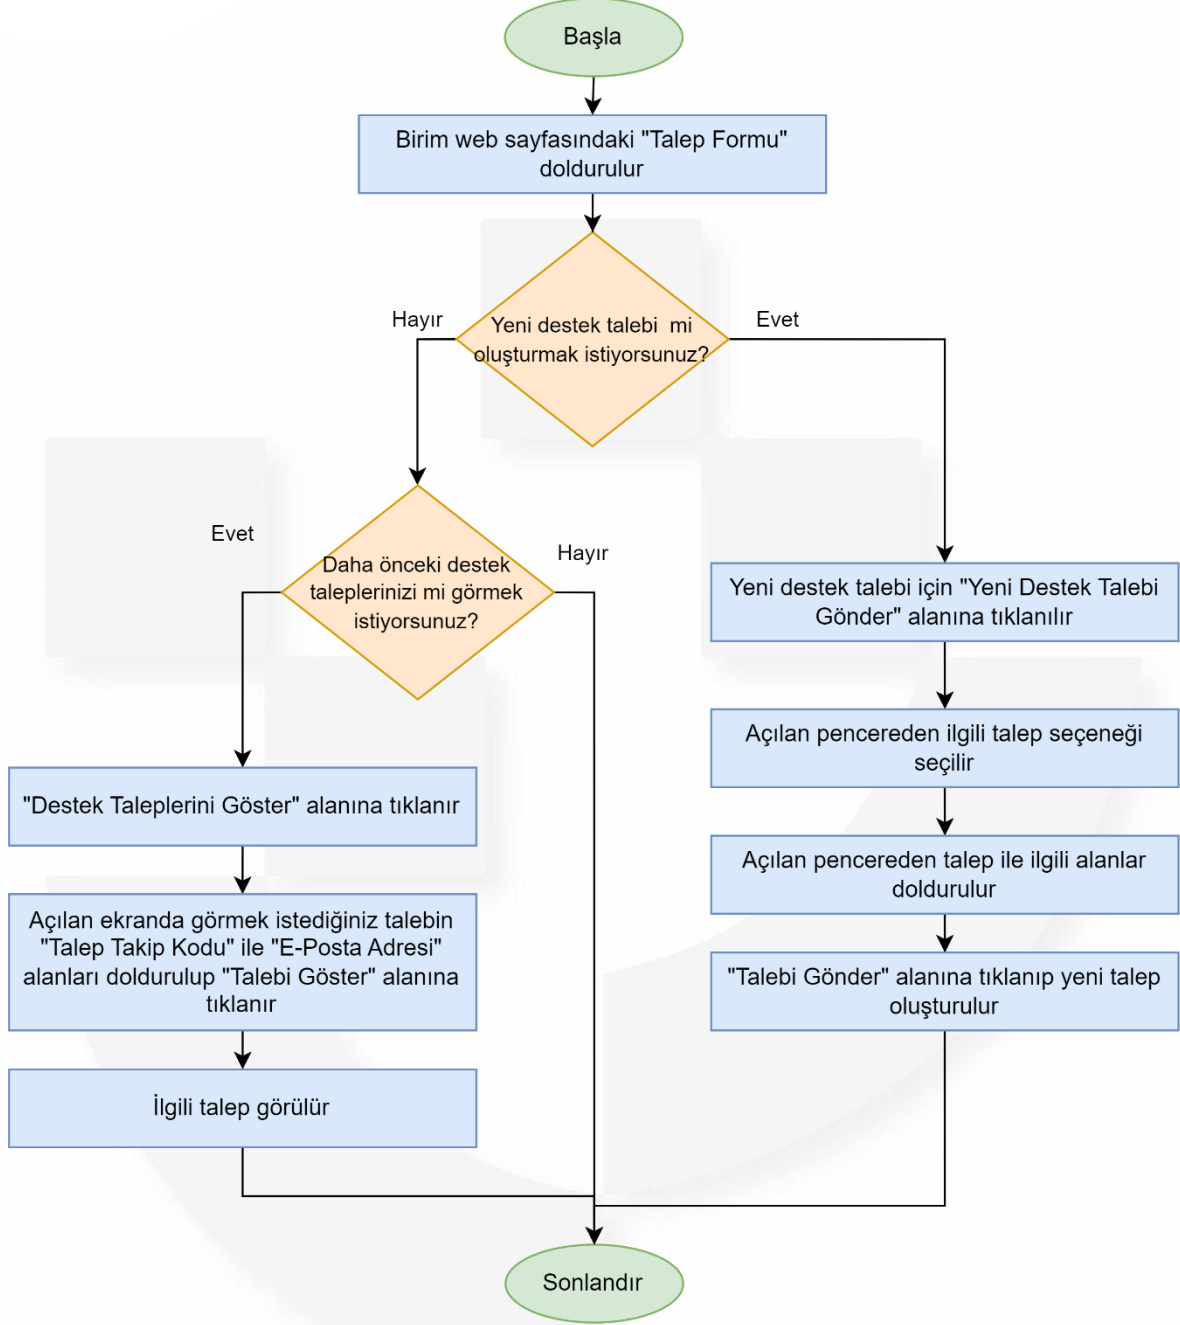 Başla
Birim web sayfasındaki "Talep Formu"
doldurulur
Hayır
Evet
Yeni destek talebi  mi
oluşturmak istiyorsunuz?
Evet
Hayır
Daha önceki destek
taleplerinizi mi görmek
istiyorsunuz?
Yeni destek talebi için "Yeni Destek Talebi
Gönder" alanına tıklanılır
Açılan pencereden ilgili talep seçeneği
seçilir
"Destek Taleplerini Göster" alanına tıklanır
Açılan pencereden talep ile ilgili alanlar
doldurulur
Açılan ekranda görmek istediğiniz talebin
"Talep Takip Kodu" ile "E-Posta Adresi"
alanları doldurulup "Talebi Göster" alanına
tıklanır
"Talebi Gönder" alanına tıklanıp yeni talep
oluşturulur
İlgili talep görülür
Sonlandır